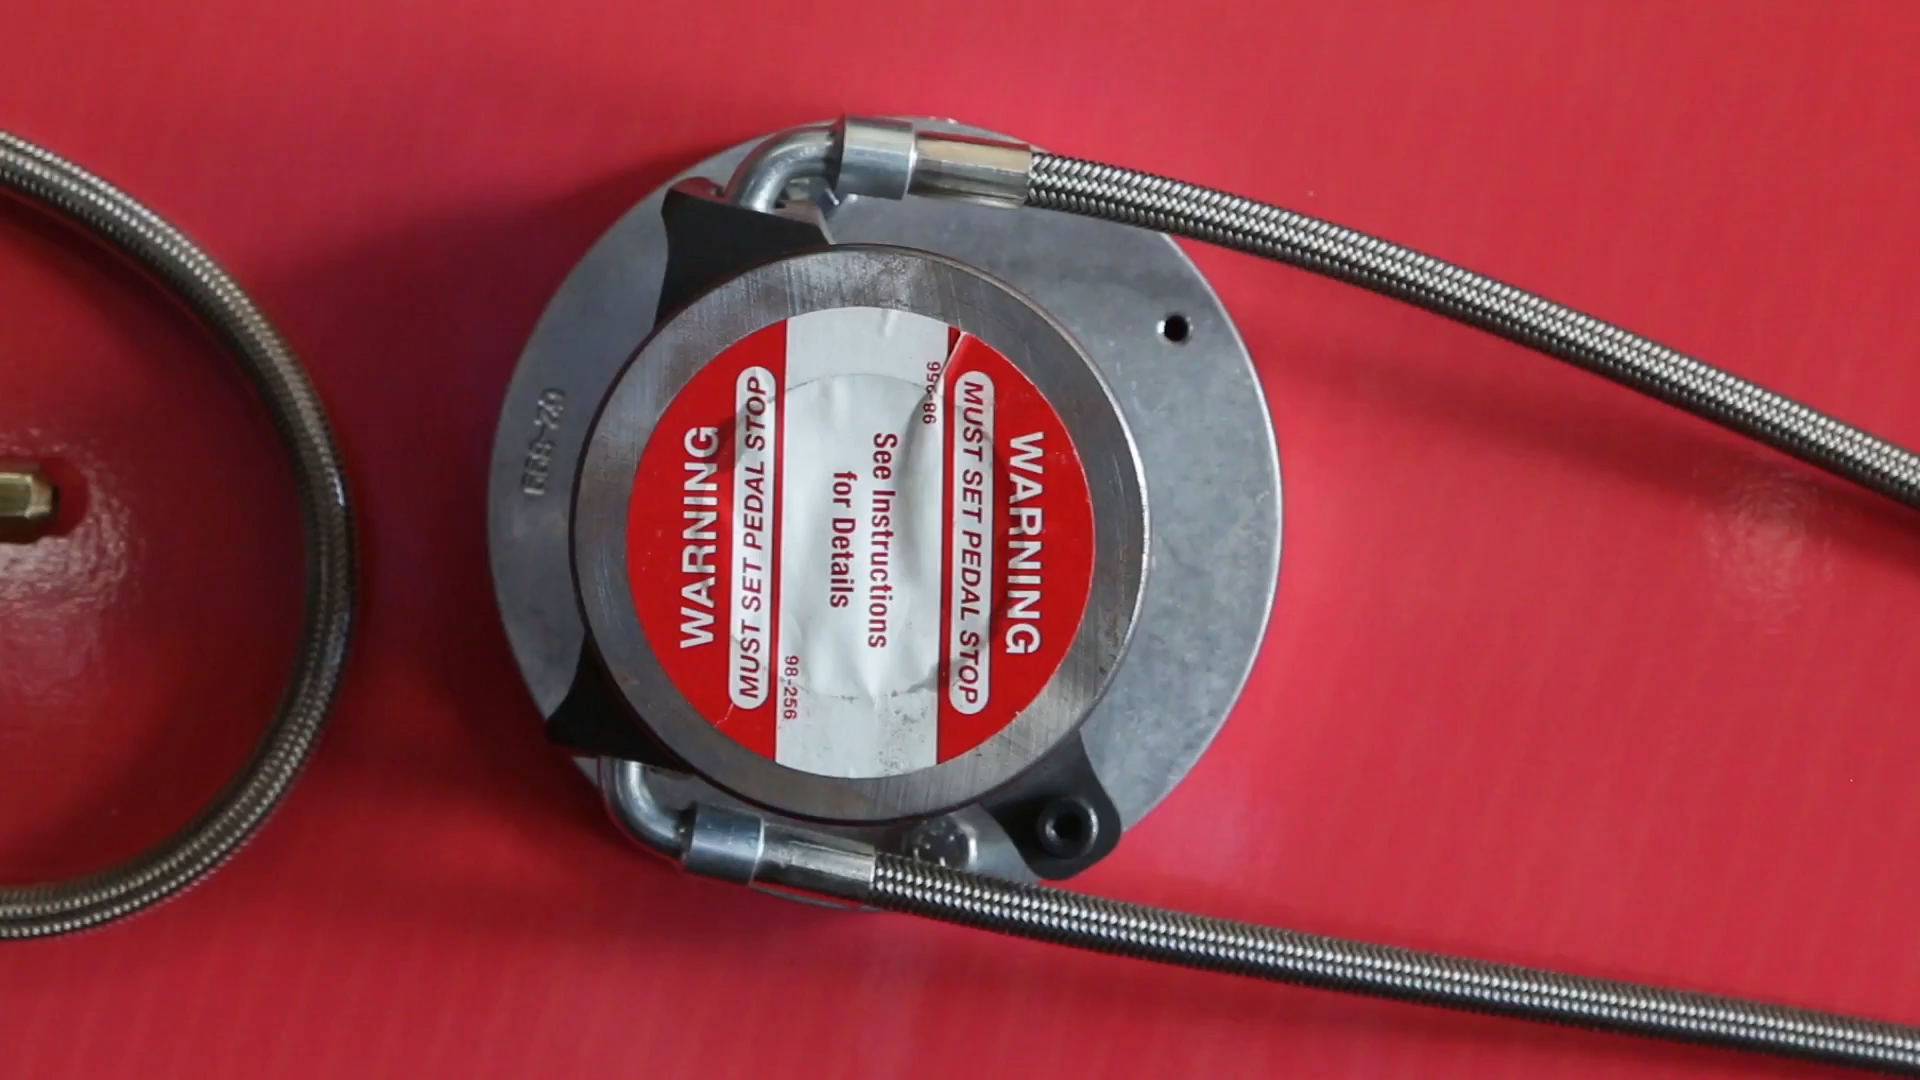 WARNING
MUST SET PEDAL STOP
98-256
See Instructions
for Details
98-256
MUST SET PEDAL STOP
WARNING